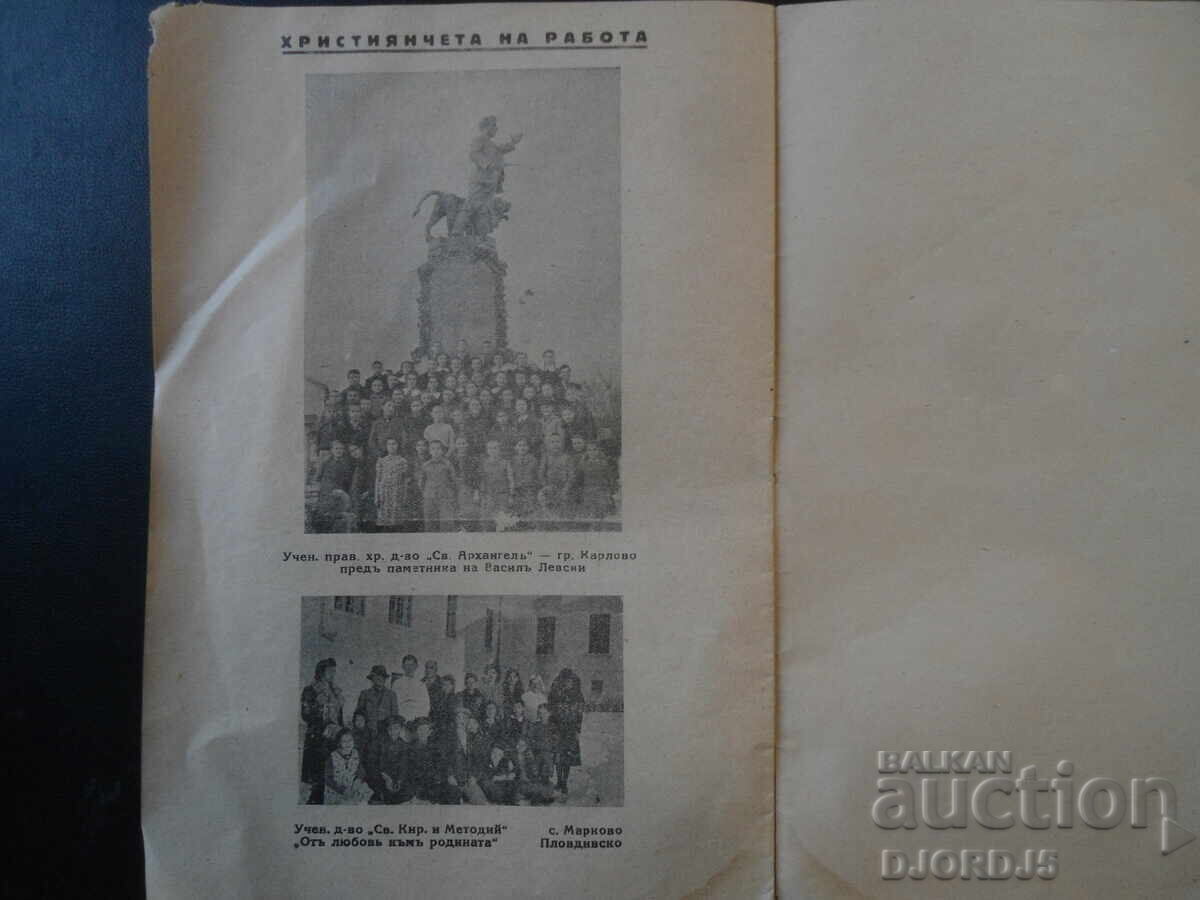 ХРИСТИЯНЧЕТА НА РАБОТА
Учен. прав. хр. д-во „Св. Архангелъ“ — гр. Карлово
предъ паметника на Василъ Левски
Учен. д-во „Св. Кир. и Методий“ с. Марково
„Отъ любовь къмъ родината“ Пловдивско
BALKAN
auction
DJORDJ5